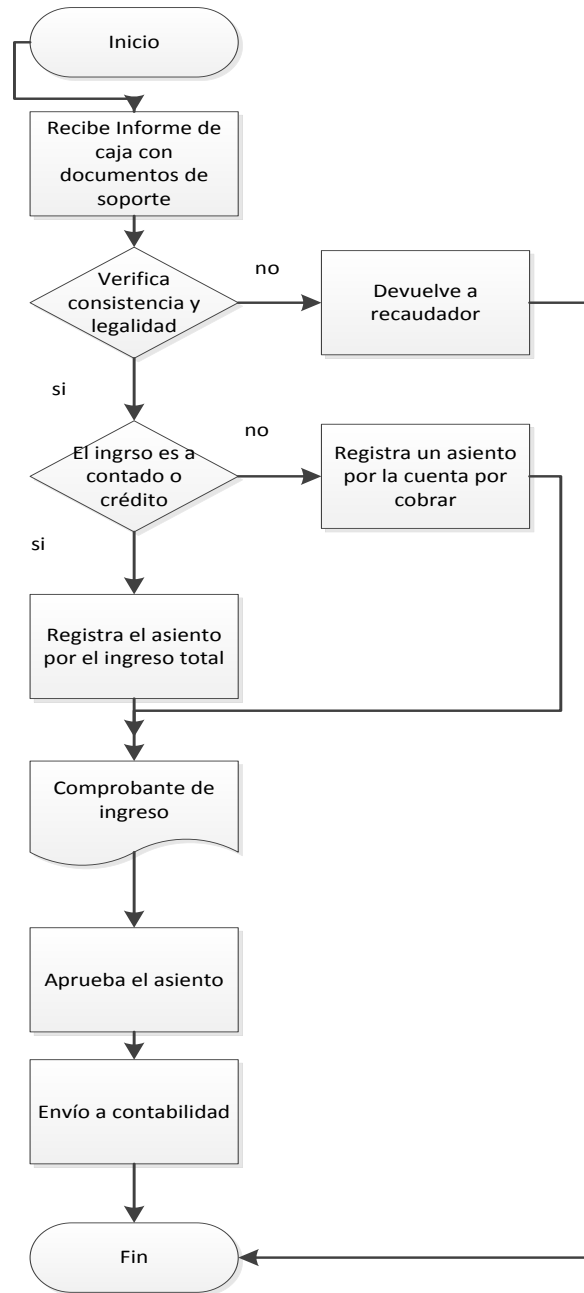 Inicio
Recibe Informe de
caja con
documentos de
soporte
Verifica
consistencia y
legalidad
no
Devuelve a
recaudador
si
El ingrso es a
contado o
crédito
no
Registra un asiento
por la cuenta por
cobrar
si
Registra el asiento
por el ingreso total
Comprobante de
ingreso
Aprueba el asiento
Envío a contabilidad
Fin